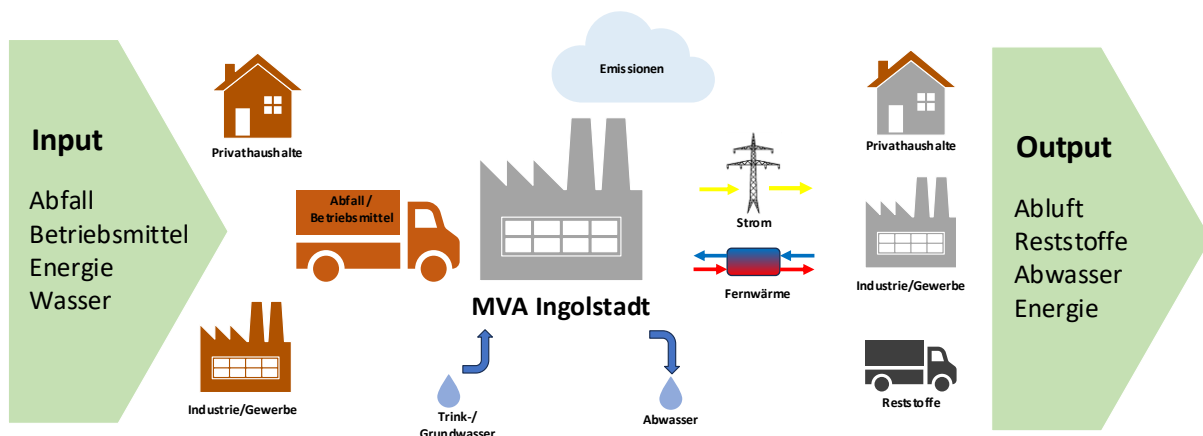 Input
Abfall
Betriebsmittel
Energie
Wasser
Privathaushalte
Abfall/
Betriebsmittel
Industrie/Gewerbe
Emissionen
MVA Ingolstadt
Trink-/
Grundwasser
Abwasser
Strom
Fernwärme
Privathaushalte
Industrie/Gewerbe
Reststoffe
Output
Abluft
Reststoffe
Abwasser
Energie